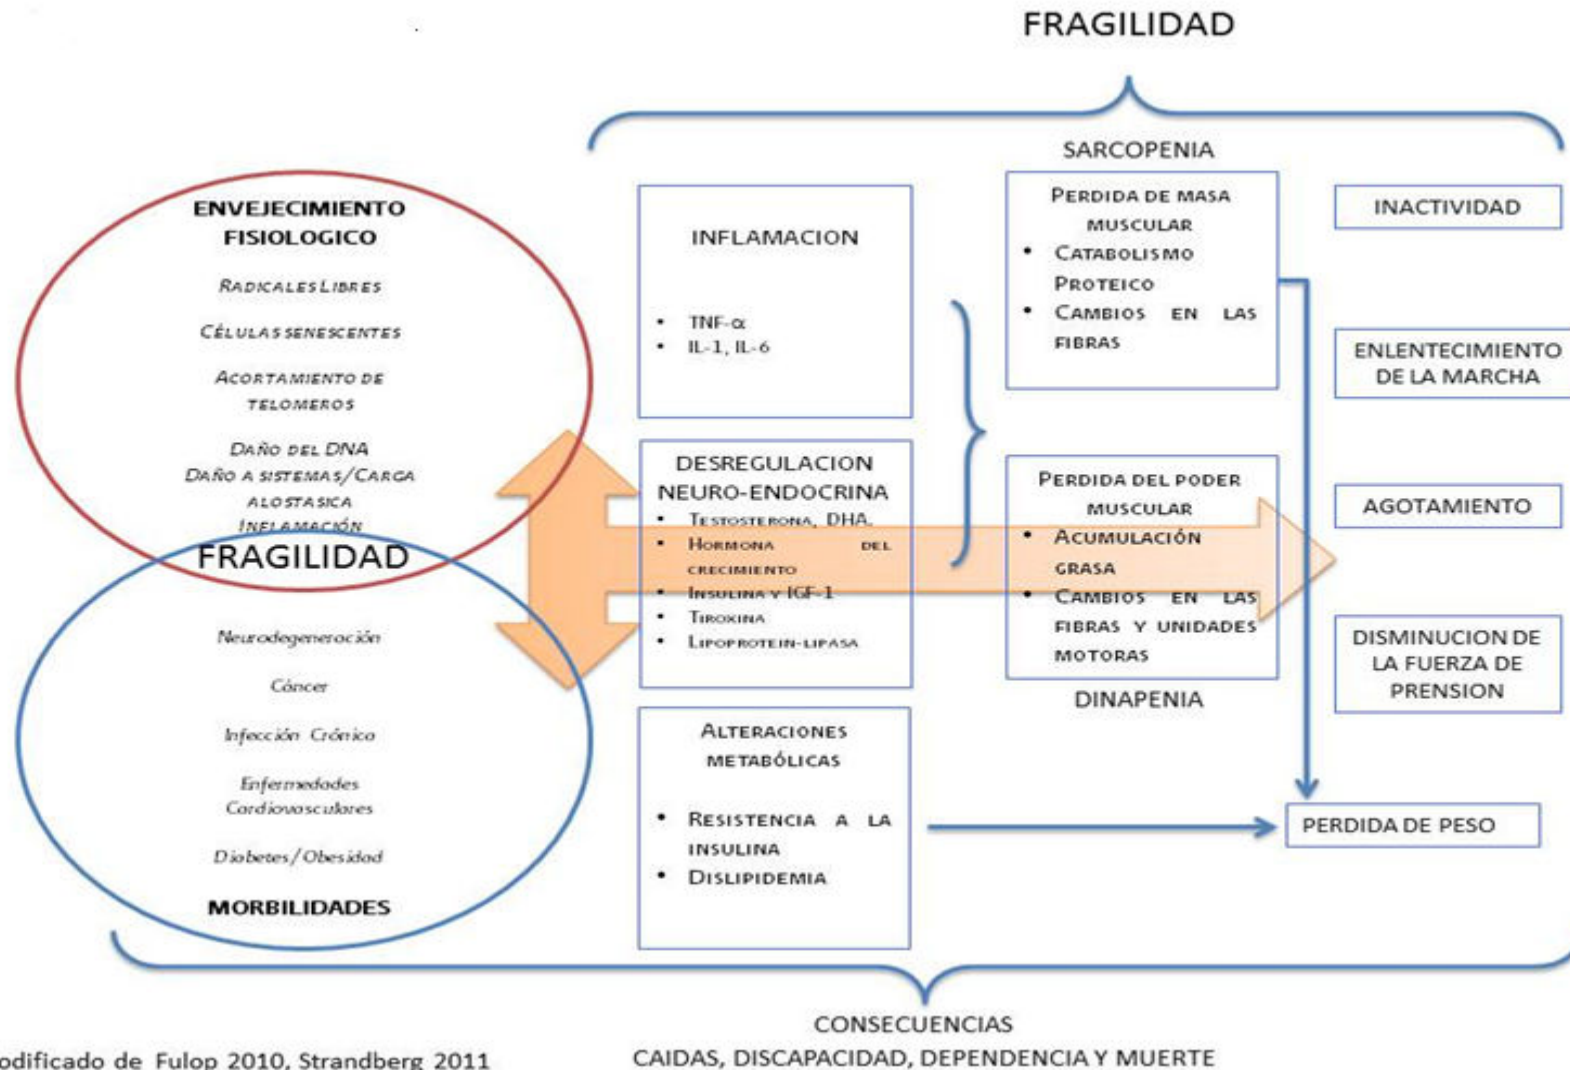 FRAGILIDAD
ENVEJECIMIENTO
FISIOLOGICO
RADICALES LIBRES
CÉLULAS SENESCENTES
ACORTAMIENTO DE
TELOMEROS
DAÑO DEL DNA
DAÑO A SISTEMAS/CARGA
ALOSTASICA
INFLAMACIÓN
FRAGILIDAD
Neurodegeneración
Cáncer
Infección Crónica
Enfermedades
Cardiovasculares
Diabetes/Obesidad
MORBILIDADES
INFLAMACION
• TNF-α
• IL-1, IL-6
DESREGULACION
NEURO-ENDOCRINA
• TESTOSTERONA, DHA.
• HORMONA DEL
CRECIMIENTO
• INSULINA Y IGF-1
• TIROXINA
• LIPOPROTEIN-LIPASA
ALTERACIONES
METABÓLICAS
• RESISTENCIA A LA
INSULINA
• DISLIPIDEMIA
SARCOPENIA
PERDIDA DE MASA
MUSCULAR
• CATABOLISMO
PROTEICO
• CAMBIOS EN LAS
FIBRAS
PERDIDA DEL PODER
MUSCULAR
• ACUMULACIÓN
GRASA
• CAMBIOS EN LAS
FIBRAS Y UNIDADES
MOTORAS
DINAPENIA
INACTIVIDAD
ENLENTECIMIENTO
DE LA MARCHA
AGOTAMIENTO
DISMINUCION DE
LA FUERZA DE
PRENSION
PERDIDA DE PESO
CONSECUENCIAS
CAIDAS, DISCAPACIDAD, DEPENDENCIA Y MUERTE
odificado de Fulop 2010, Strandberg 2011